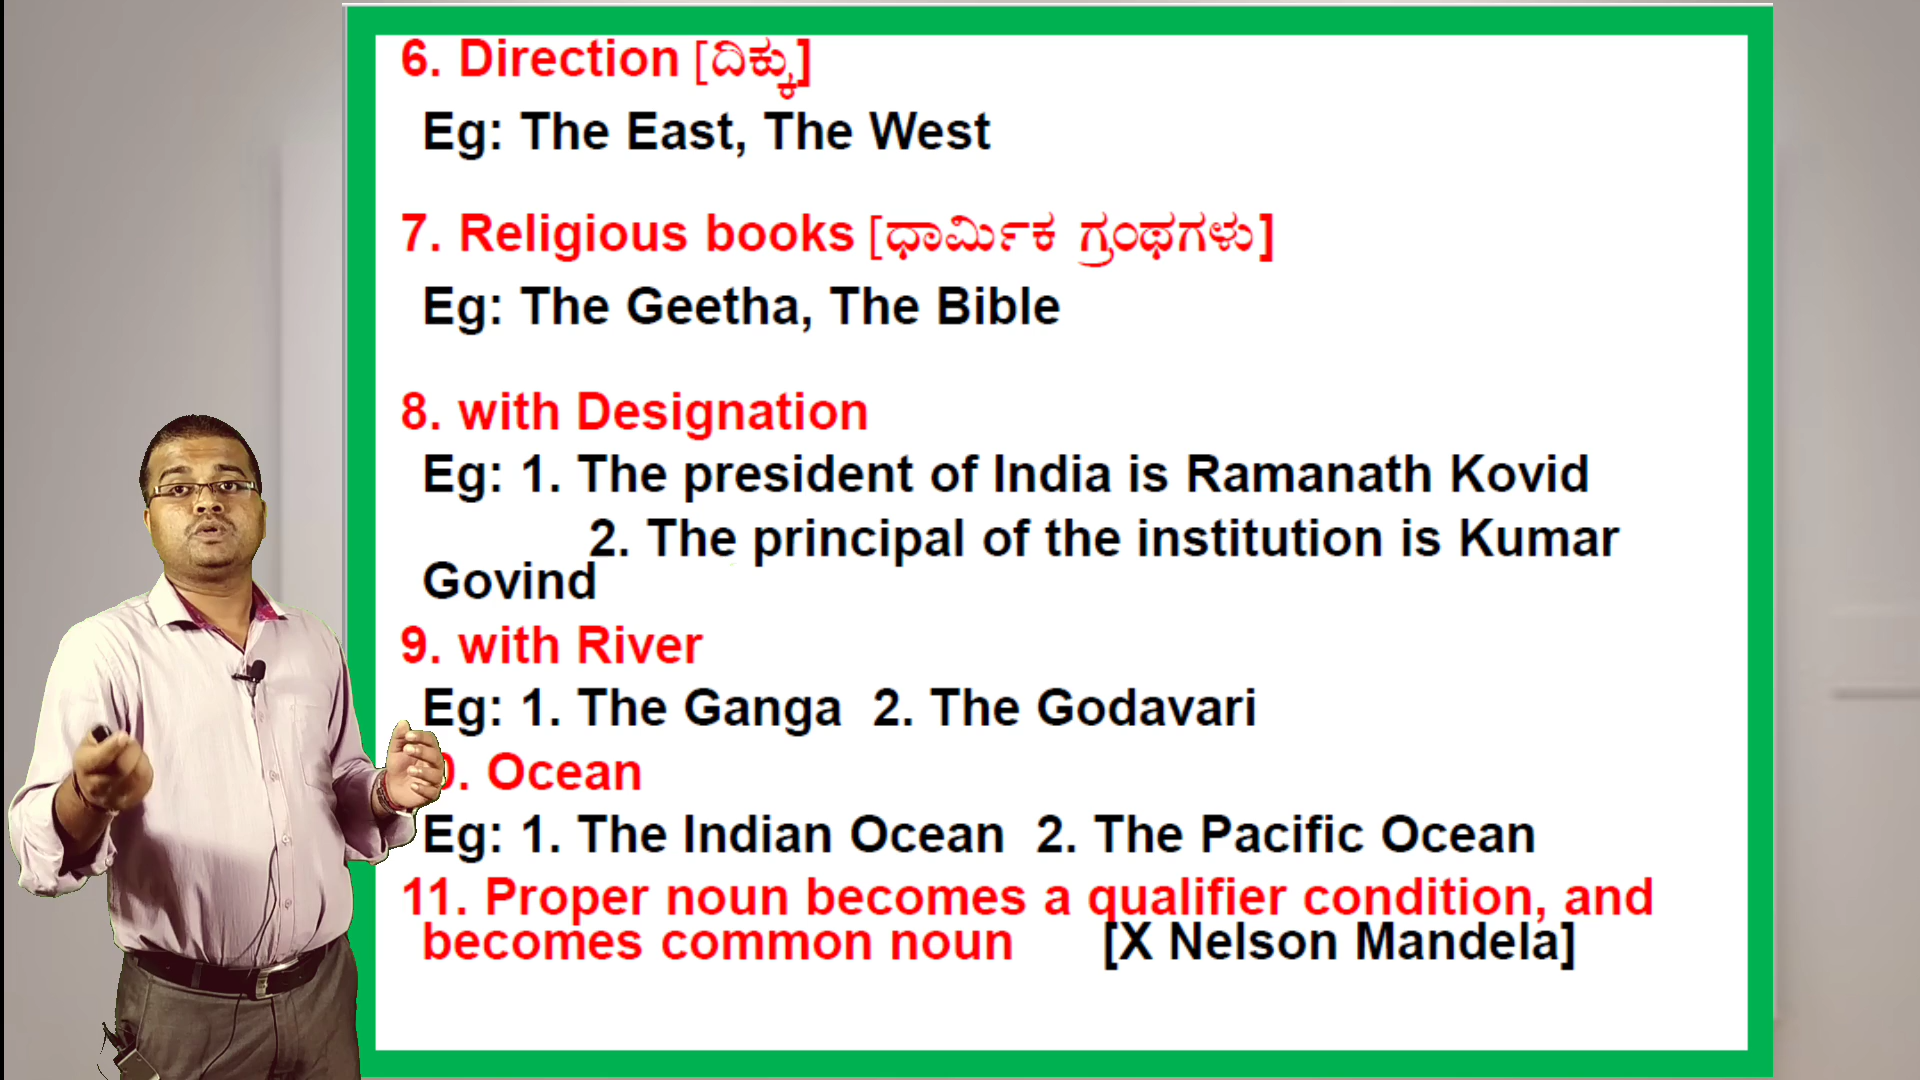 6. Direction [ದಿಕ್ಕು]
Eg: The East, The West
7. Religious books [ಧಾರ್ಮಿಕ ಗ್ರಂಥಗಳು]
Eg: The Geetha, The Bible
8. with Designation
Eg: 1. The president of India is Ramanath Kovid
2. The principal of the institution is Kumar
Govind
9. with River
Eg: 1. The Ganga 2. The Godavari
0. Ocean
Eg: 1. The Indian Ocean 2. The Pacific Ocean
11. Proper noun becomes a qualifier condition, and
becomes common noun [X Nelson Mandela]